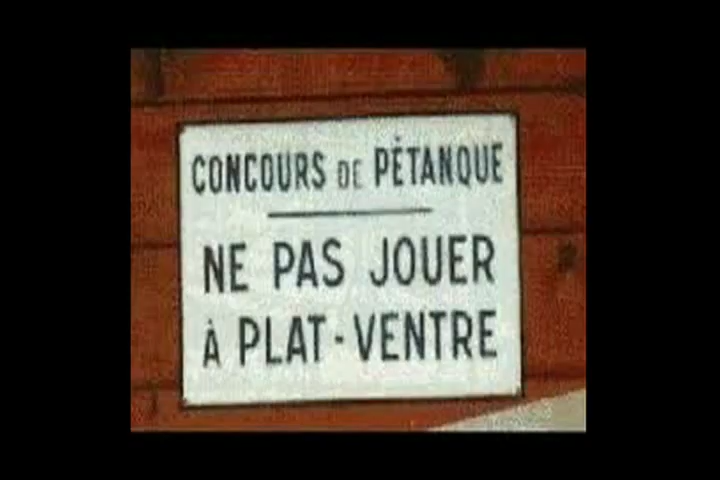 CONCOURS DE PÉTANQUE
NE PAS JOUER
À PLAT-VENTRE